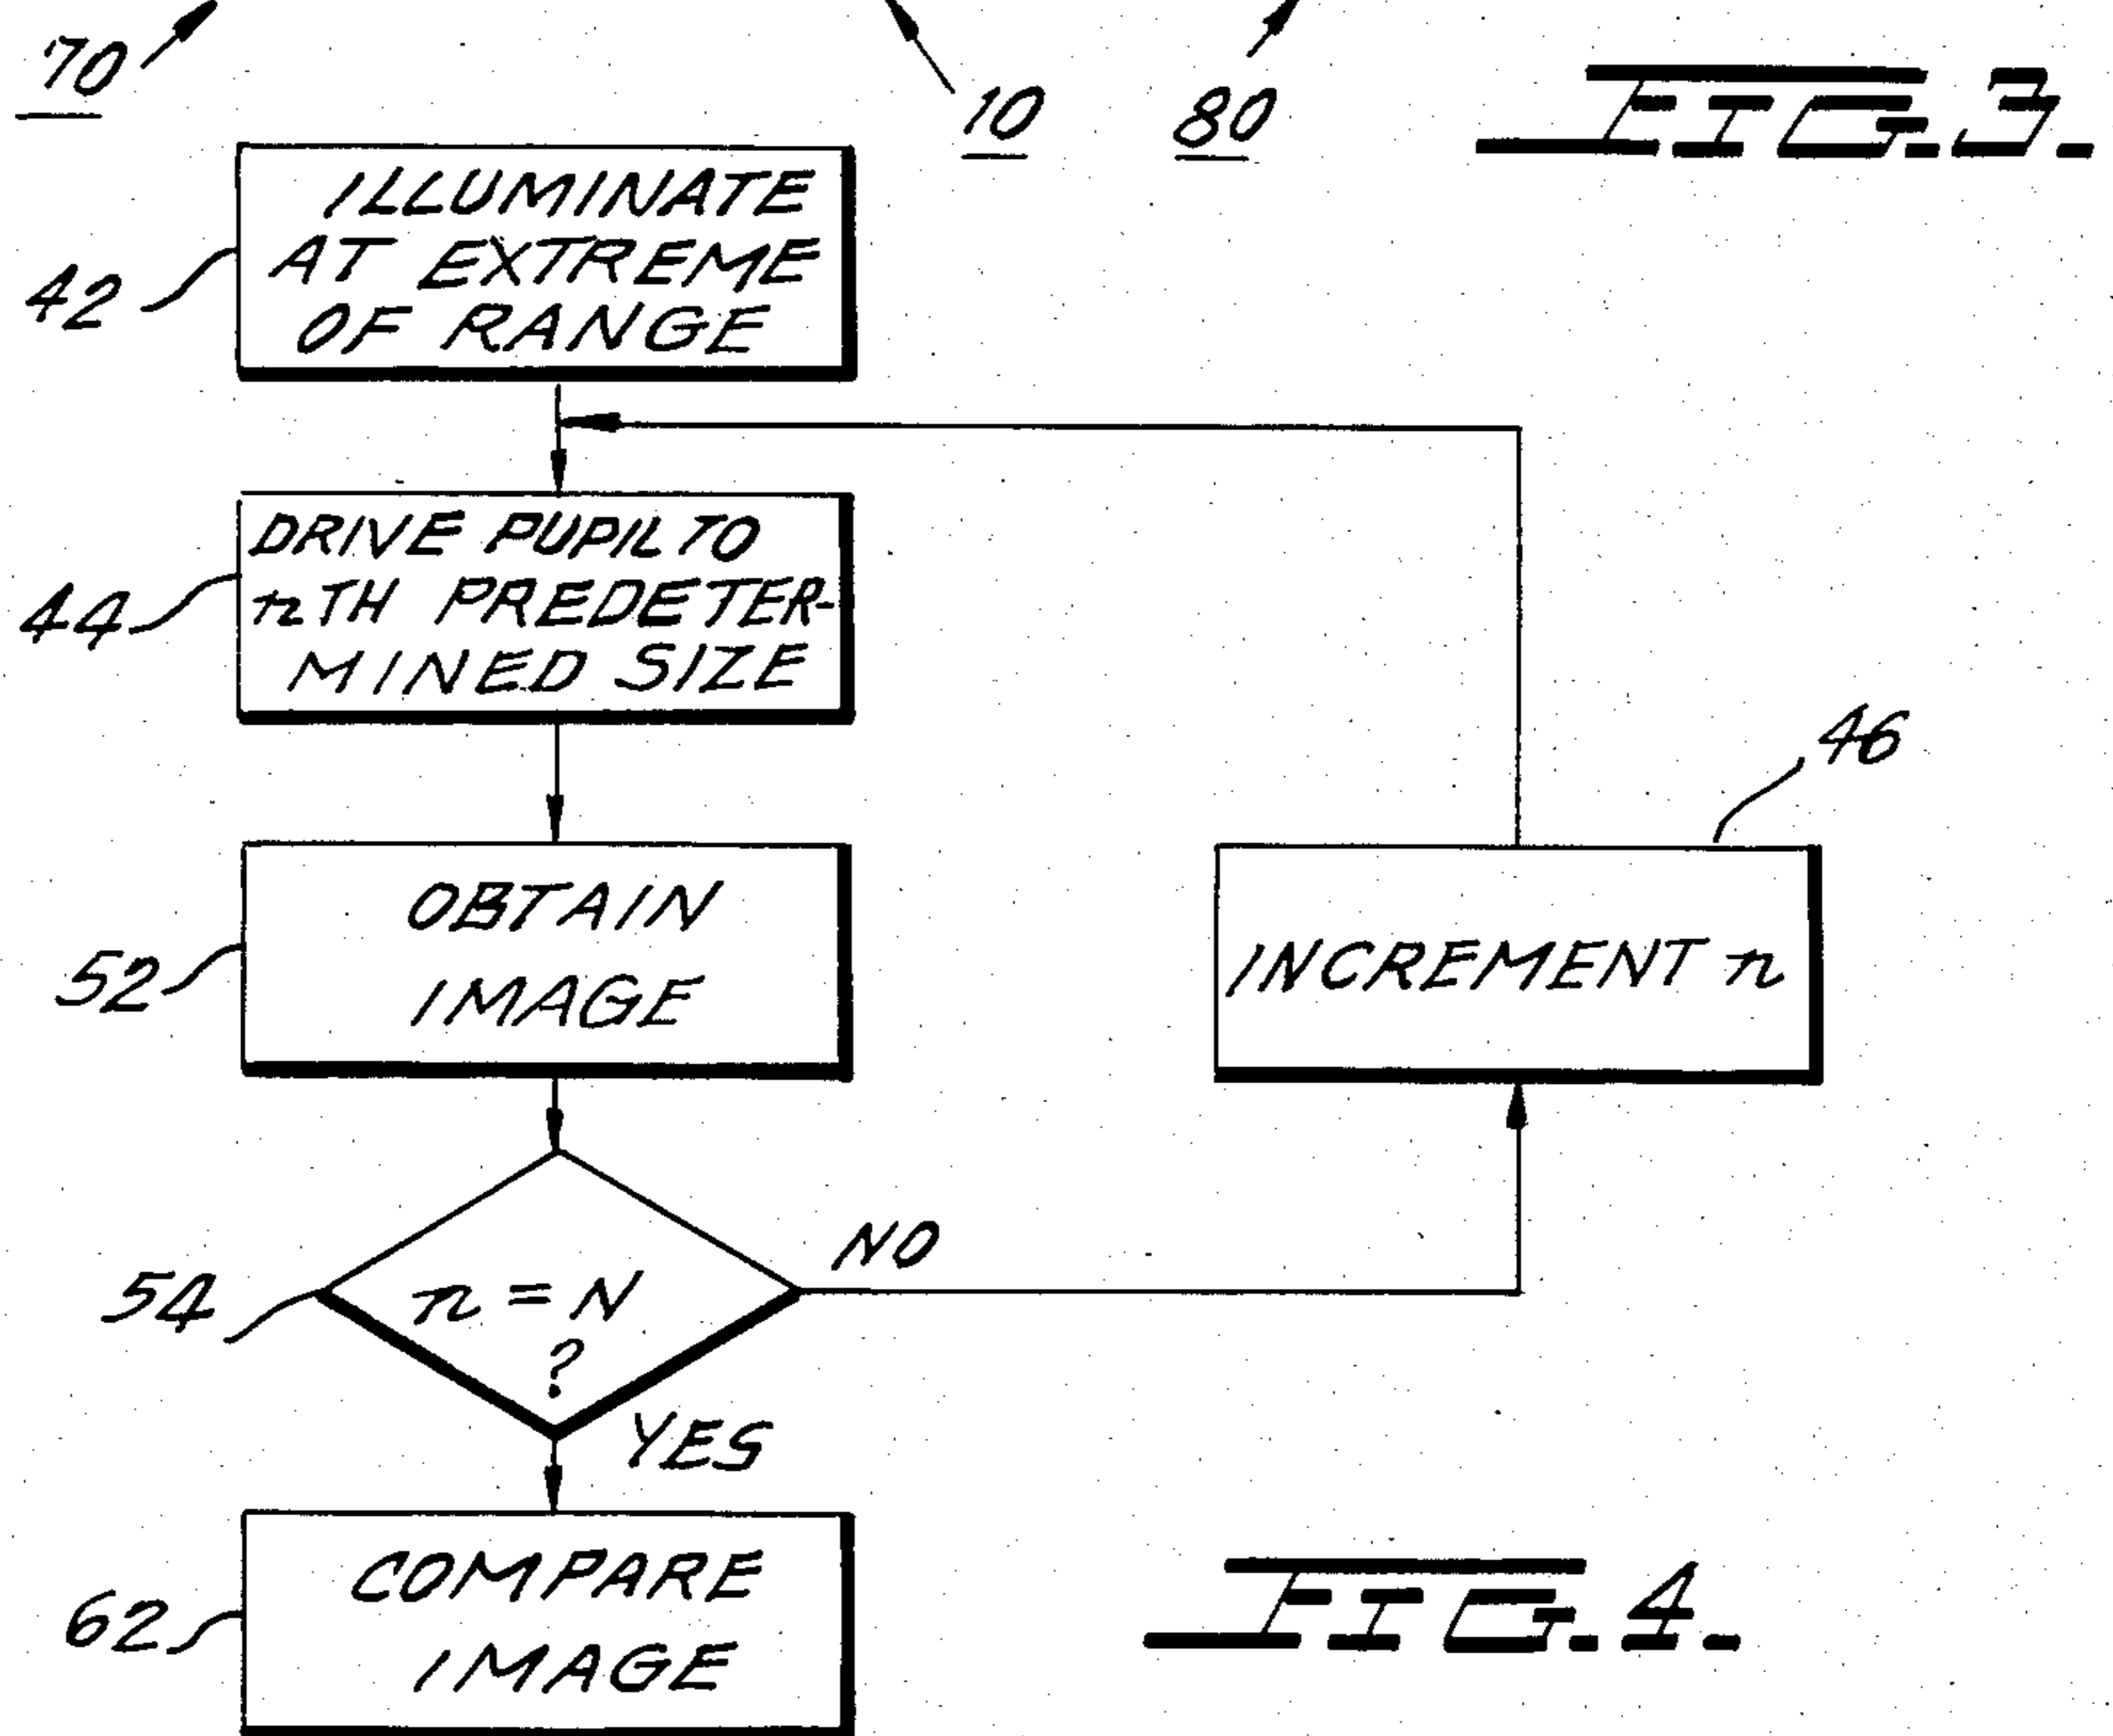 70
10
80
FIG.3.
ILLUMINATE
AT EXTREME
OF RANGE
42
DRIVE PUPIL TO
nTH PREDETER-
MINED SIZE
44
46
OBTAIN
IMAGE
52
INCREMENT n
n = N
?
54
NO
YES
COMPARE
IMAGE
62
FIG.4.